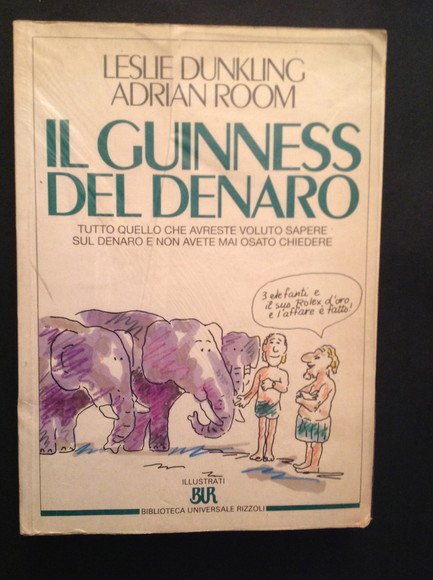 LESLIE DUNKLING
ADRIAN ROOM
IL GUINNESS
DEL DENARO
TUTTO QUELLO CHE AVRESTE VOLUTO SAPERE
SUL DENARO E NON AVETE MAI OSATO CHIEDERE
3 elefanti e
il suo Rolex d'oro
e l'affare è fatto!
ILLUSTRATI
BUR
BIBLIOTECA UNIVERSALE RIZZOLI